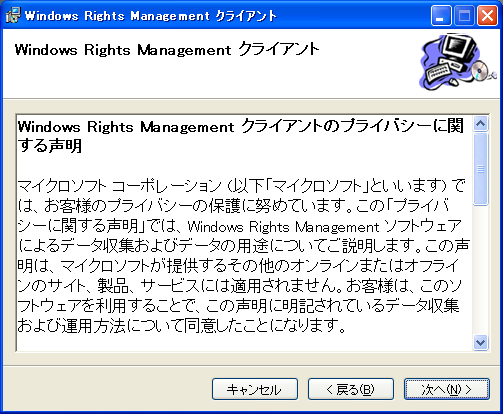 Windows Rights Management クライアント
Windows Rights Management クライアント
Windows Rights Management クライアントのプライバシーに関
する声明
マイクロソフト コーポレーション (以下「マイクロソフト」といいます) で
は、お客様のプライバシーの保護に努めています。この「プライバ
シーに関する声明」では、Windows Rights Management ソフトウェア
によるデータ収集およびデータの用途についてご説明します。この声
明は、マイクロソフトが提供するその他のオンラインまたはオフライ
ンのサイト、製品、サービスには適用されません。お客様は、このソ
フトウェアを利用することで、この声明に明記されているデータ収集
および運用方法について同意したことになります。
キャンセル
< 戻る(B)
次へ(N) >